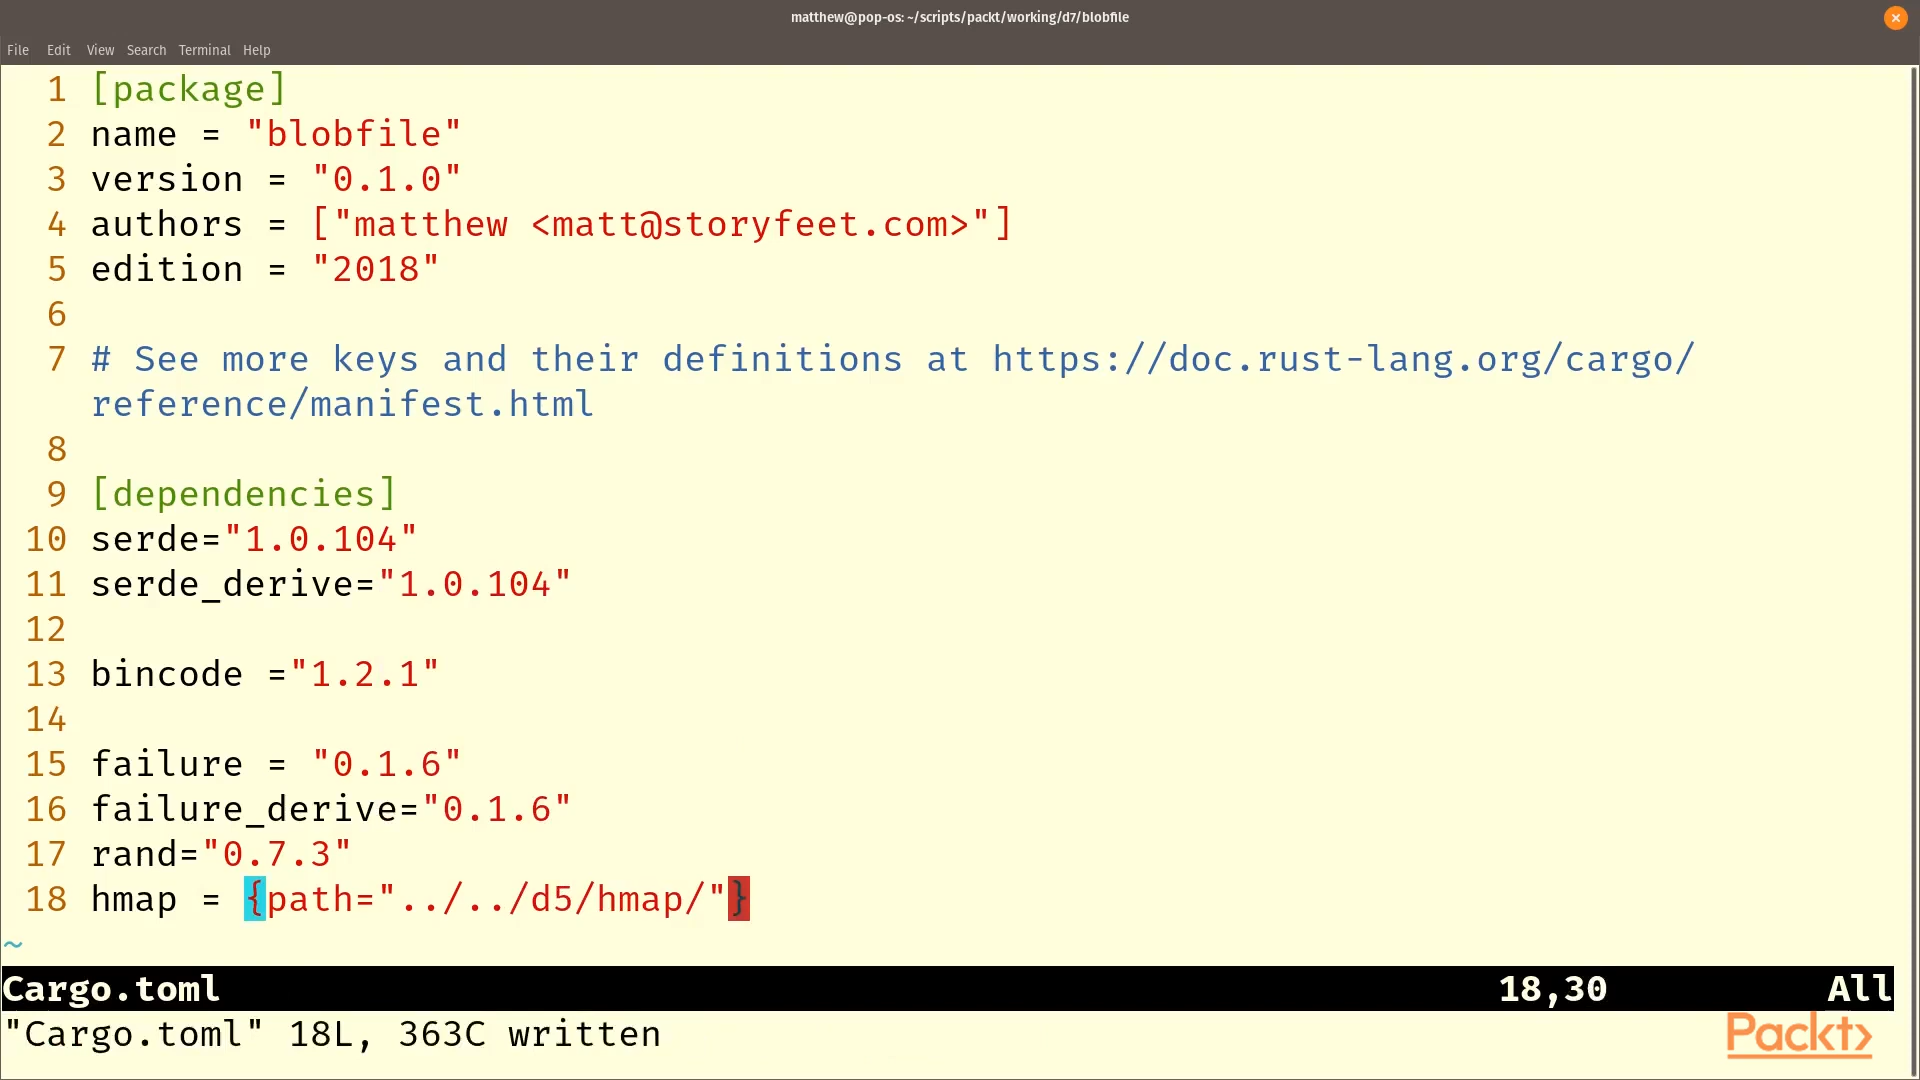 matthew@pop-os: ~/scripts/packt/working/d7/blobfile
File Edit View Search Terminal Help
1 [package]
2 name = "blobfile"
3 version = "0.1.0"
4 authors = ["matthew <matt@storyfeet.com>"]
5 edition = "2018"
6
7 # See more keys and their definitions at https://doc.rust-lang.org/cargo/
reference/manifest.html
8
9 [dependencies]
10 serde="1.0.104"
11 serde_derive="1.0.104"
12
13 bincode ="1.2.1"
14
15 failure = "0.1.6"
16 failure_derive="0.1.6"
17 rand="0.7.3"
18 hmap = {path="../../d5/hmap/"}
~
Cargo.toml 18,30 All
"Cargo.toml" 18L, 363C written
Packt>